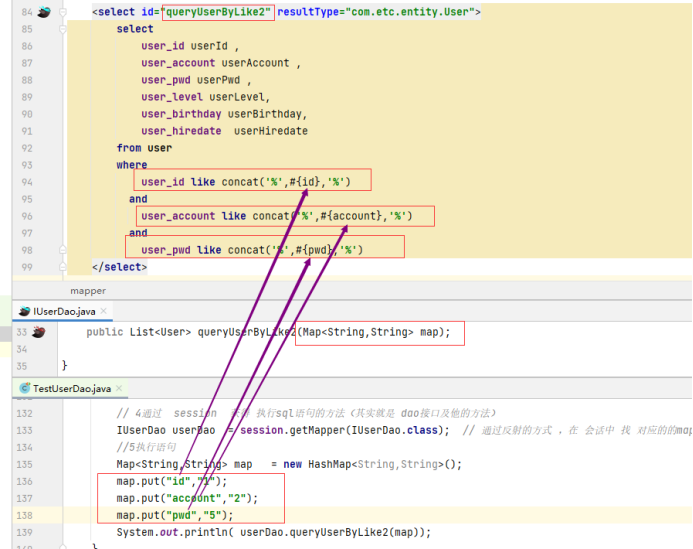 84 <select id="queryUserByLike2" resultType="com.etc.entity.User">
85 select
86 user_id userId ,
87 user_account userAccount ,
88 user_pwd userPwd ,
89 user_level userLevel,
90 user_birthday userBirthday,
91 user_hiredate userHiredate
92 from user
93 where
94 user_id like concat('%',#{id},'%')
95 and
96 user_account like concat('%',#{account},'%')
97 and
98 user_pwd like concat('%',#{pwd},'%')
99 </select>
mapper
IUserDao.java ×
33 public List<User> queryUserByLike2(Map<String,String> map);
34
35 }
TestUserDao.java ×
132 // 4通过 session 获得 执行sql语句的方法（其实就是 dao接口及他的方法）
133 IUserDao userDao = session.getMapper(IUserDao.class); // 通过反射的方式 , 在 会话中 找 对应的的map
134 //5执行语句
135 Map<String,String> map = new HashMap<String,String>();
136 map.put("id","1");
137 map.put("account","2");
138 map.put("pwd","5");
139 System.out.println( userDao.queryUserByLike2(map));